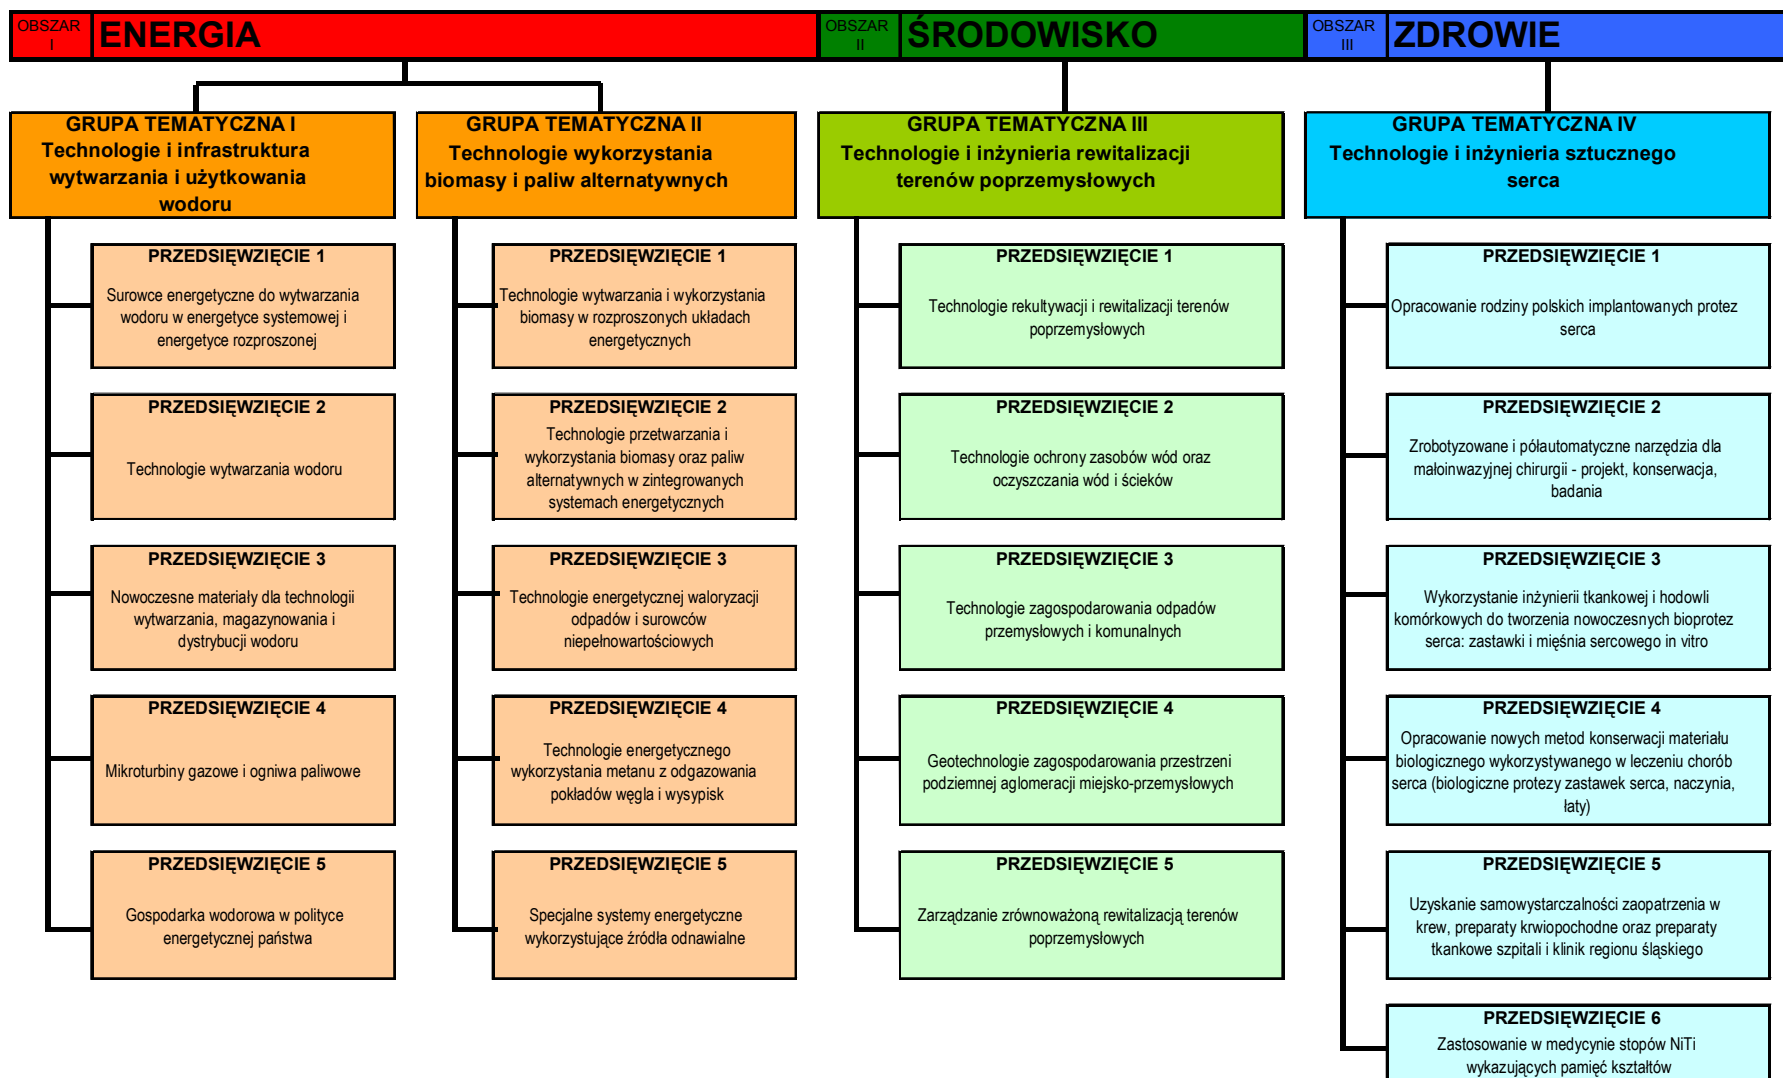 OBSZAR
I
ENERGIA
OBSZAR
II
ŚRODOWISKO
OBSZAR
III
ZDROWIE
GRUPA TEMATYCZNA I
Technologie i infrastruktura
wytwarzania i użytkowania
wodoru
PRZEDSIĘWZIĘCIE 1
Surowce energetyczne do wytwarzania
wodoru w energetyce systemowej i
energetyce rozproszonej
PRZEDSIĘWZIĘCIE 2
Technologie wytwarzania wodoru
PRZEDSIĘWZIĘCIE 3
Nowoczesne materiały dla technologii
wytwarzania, magazynowania i
dystrybucji wodoru
PRZEDSIĘWZIĘCIE 4
Mikroturbiny gazowe i ogniwa paliwowe
PRZEDSIĘWZIĘCIE 5
Gospodarka wodorowa w polityce
energetycznej państwa
GRUPA TEMATYCZNA II
Technologie wykorzystania
biomasy i paliw alternatywnych
PRZEDSIĘWZIĘCIE 1
Technologie wytwarzania i wykorzystania
biomasy w rozproszonych układach
energetycznych
PRZEDSIĘWZIĘCIE 2
Technologie przetwarzania i
wykorzystania biomasy oraz paliw
alternatywnych w zintegrowanych
systemach energetycznych
PRZEDSIĘWZIĘCIE 3
Technologie energetycznej waloryzacji
odpadów i surowców
niepełnowartościowych
PRZEDSIĘWZIĘCIE 4
Technologie energetycznego
wykorzystania metanu z odgazowania
pokładów węgla i wysypisk
PRZEDSIĘWZIĘCIE 5
Specjalne systemy energetyczne
wykorzystujące źródła odnawialne
GRUPA TEMATYCZNA III
Technologie i inżynieria rewitalizacji
terenów poprzemysłowych
PRZEDSIĘWZIĘCIE 1
Technologie rekultywacji i rewitalizacji terenów
poprzemysłowych
PRZEDSIĘWZIĘCIE 2
Technologie ochrony zasobów wód oraz
oczyszczania wód i ścieków
PRZEDSIĘWZIĘCIE 3
Technologie zagospodarowania odpadów
przemysłowych i komunalnych
PRZEDSIĘWZIĘCIE 4
Geotechnologie zagospodarowania przestrzeni
podziemnej aglomeracji miejsko-przemysłowych
PRZEDSIĘWZIĘCIE 5
Zarządzanie zrównoważoną rewitalizacją terenów
poprzemysłowych
GRUPA TEMATYCZNA IV
Technologie i inżynieria sztucznego
serca
PRZEDSIĘWZIĘCIE 1
Opracowanie rodziny polskich implantowanych protez
serca
PRZEDSIĘWZIĘCIE 2
Zrobotyzowane i półautomatyczne narzędzia dla
małoinwazyjnej chirurgii - projekt, konserwacja,
badania
PRZEDSIĘWZIĘCIE 3
Wykorzystanie inżynierii tkankowej i hodowli
komórkowych do tworzenia nowoczesnych bioprotez
serca: zastawki i mięśnia sercowego in vitro
PRZEDSIĘWZIĘCIE 4
Opracowanie nowych metod konserwacji materiału
biologicznego wykorzystywanego w leczeniu chorób
serca (biologiczne protezy zastawek serca, naczynia,
łaty)
PRZEDSIĘWZIĘCIE 5
Uzyskanie samowystarczalności zaopatrzenia w
krew, preparaty krwiopochodne oraz preparaty
tkankowe szpitali i klinik regionu śląskiego
PRZEDSIĘWZIĘCIE 6
Zastosowanie w medycynie stopów NiTi
wykazujących pamięć kształtów